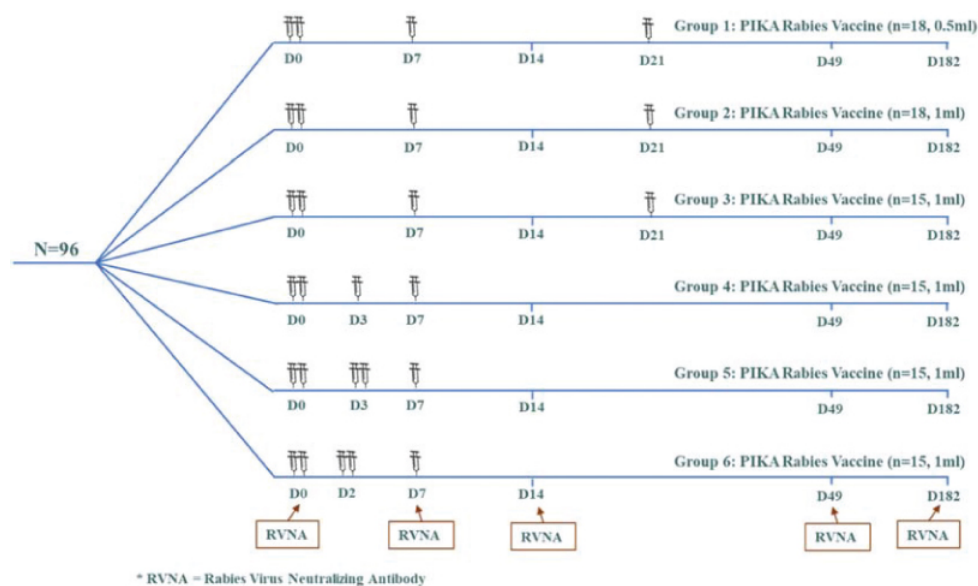 Group 1: PIKA Rabies Vaccine (n=18, 0.5ml)
D0 D7 D14 D21 D49 D182
Group 2: PIKA Rabies Vaccine (n=18, 1ml)
D0 D7 D14 D21 D49 D182
Group 3: PIKA Rabies Vaccine (n=15, 1ml)
D0 D7 D14 D21 D49 D182
N=96
Group 4: PIKA Rabies Vaccine (n=15, 1ml)
D0 D3 D7 D14 D49 D182
Group 5: PIKA Rabies Vaccine (n=15, 1ml)
D0 D3 D7 D14 D49 D182
Group 6: PIKA Rabies Vaccine (n=15, 1ml)
D0 D2 D7 D14 D49 D182
RVNA RVNA RVNA RVNA RVNA
* RVNA = Rabies Virus Neutralizing Antibody